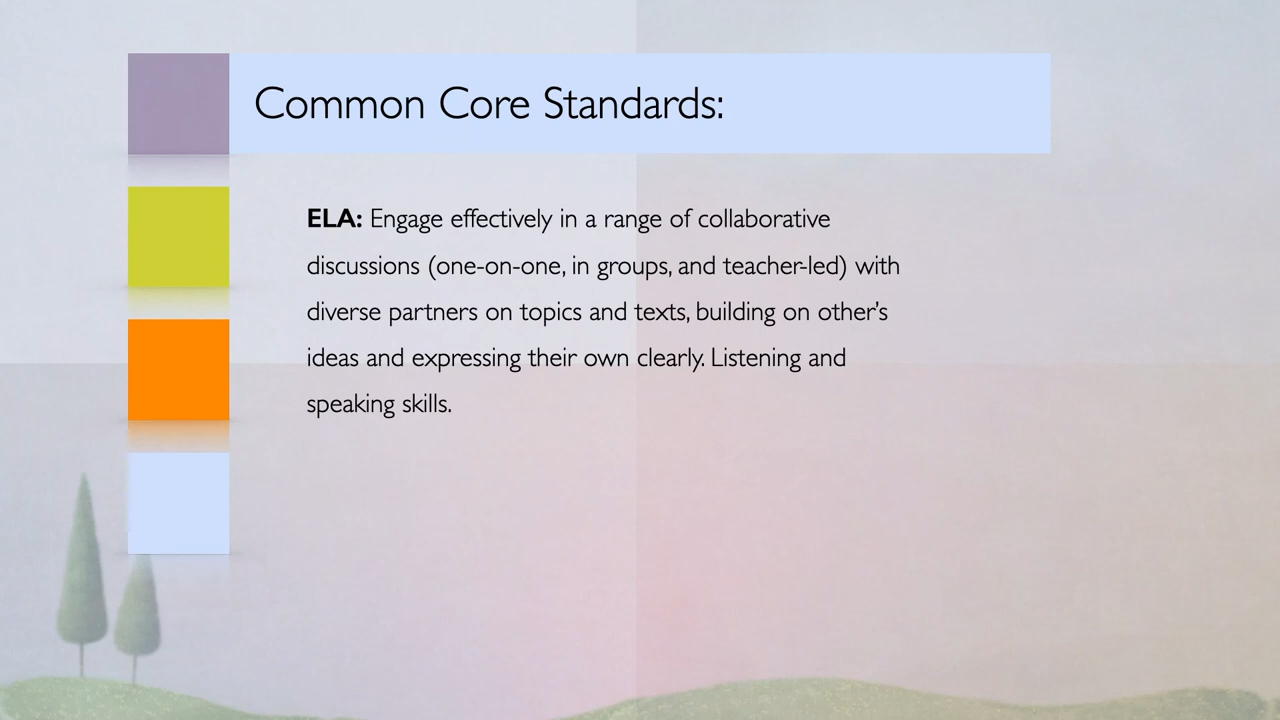 Common Core Standards:
ELA: Engage effectively in a range of collaborative
discussions (one-on-one, in groups, and teacher-led) with
diverse partners on topics and texts, building on other’s
ideas and expressing their own clearly. Listening and
speaking skills.